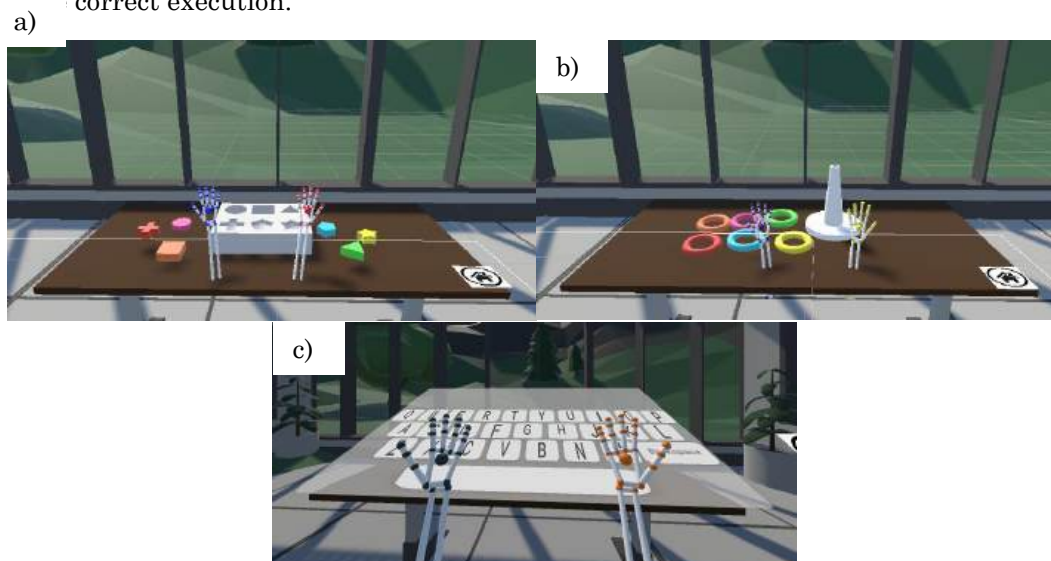 correct execution.
a)
b)
c)
R T Y U P
A F G H L
C V B N